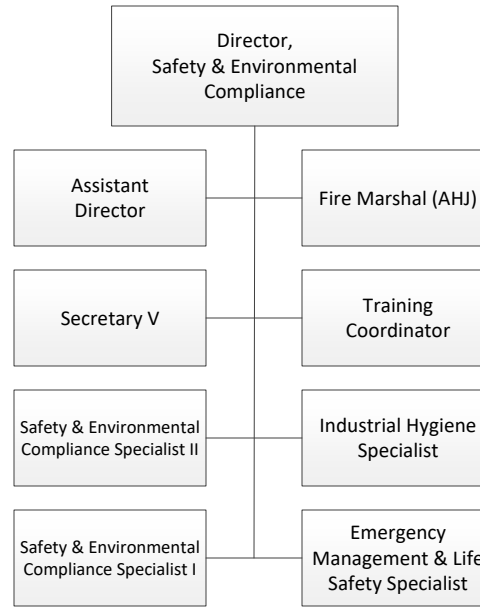 Director,
Safety & Environmental
Compliance
Assistant
Director
Fire Marshal (AHJ)
Secretary V
Training
Coordinator
Safety & Environmental
Compliance Specialist II
Industrial Hygiene
Specialist
Safety & Environmental
Compliance Specialist I
Emergency
Management & Life
Safety Specialist